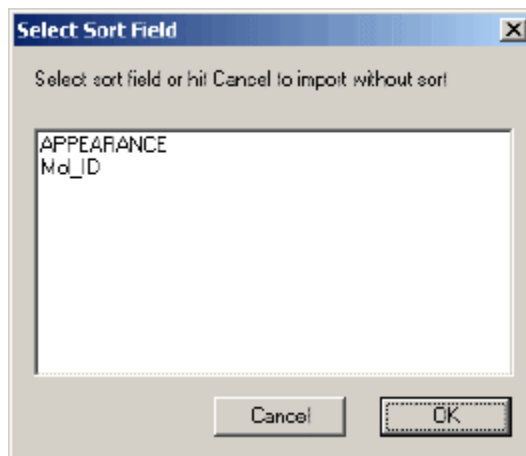 Select Sort Field
Select sort field or hit Cancel to import without sort
APPEARANCE
Mol_ID
Cancel
OK